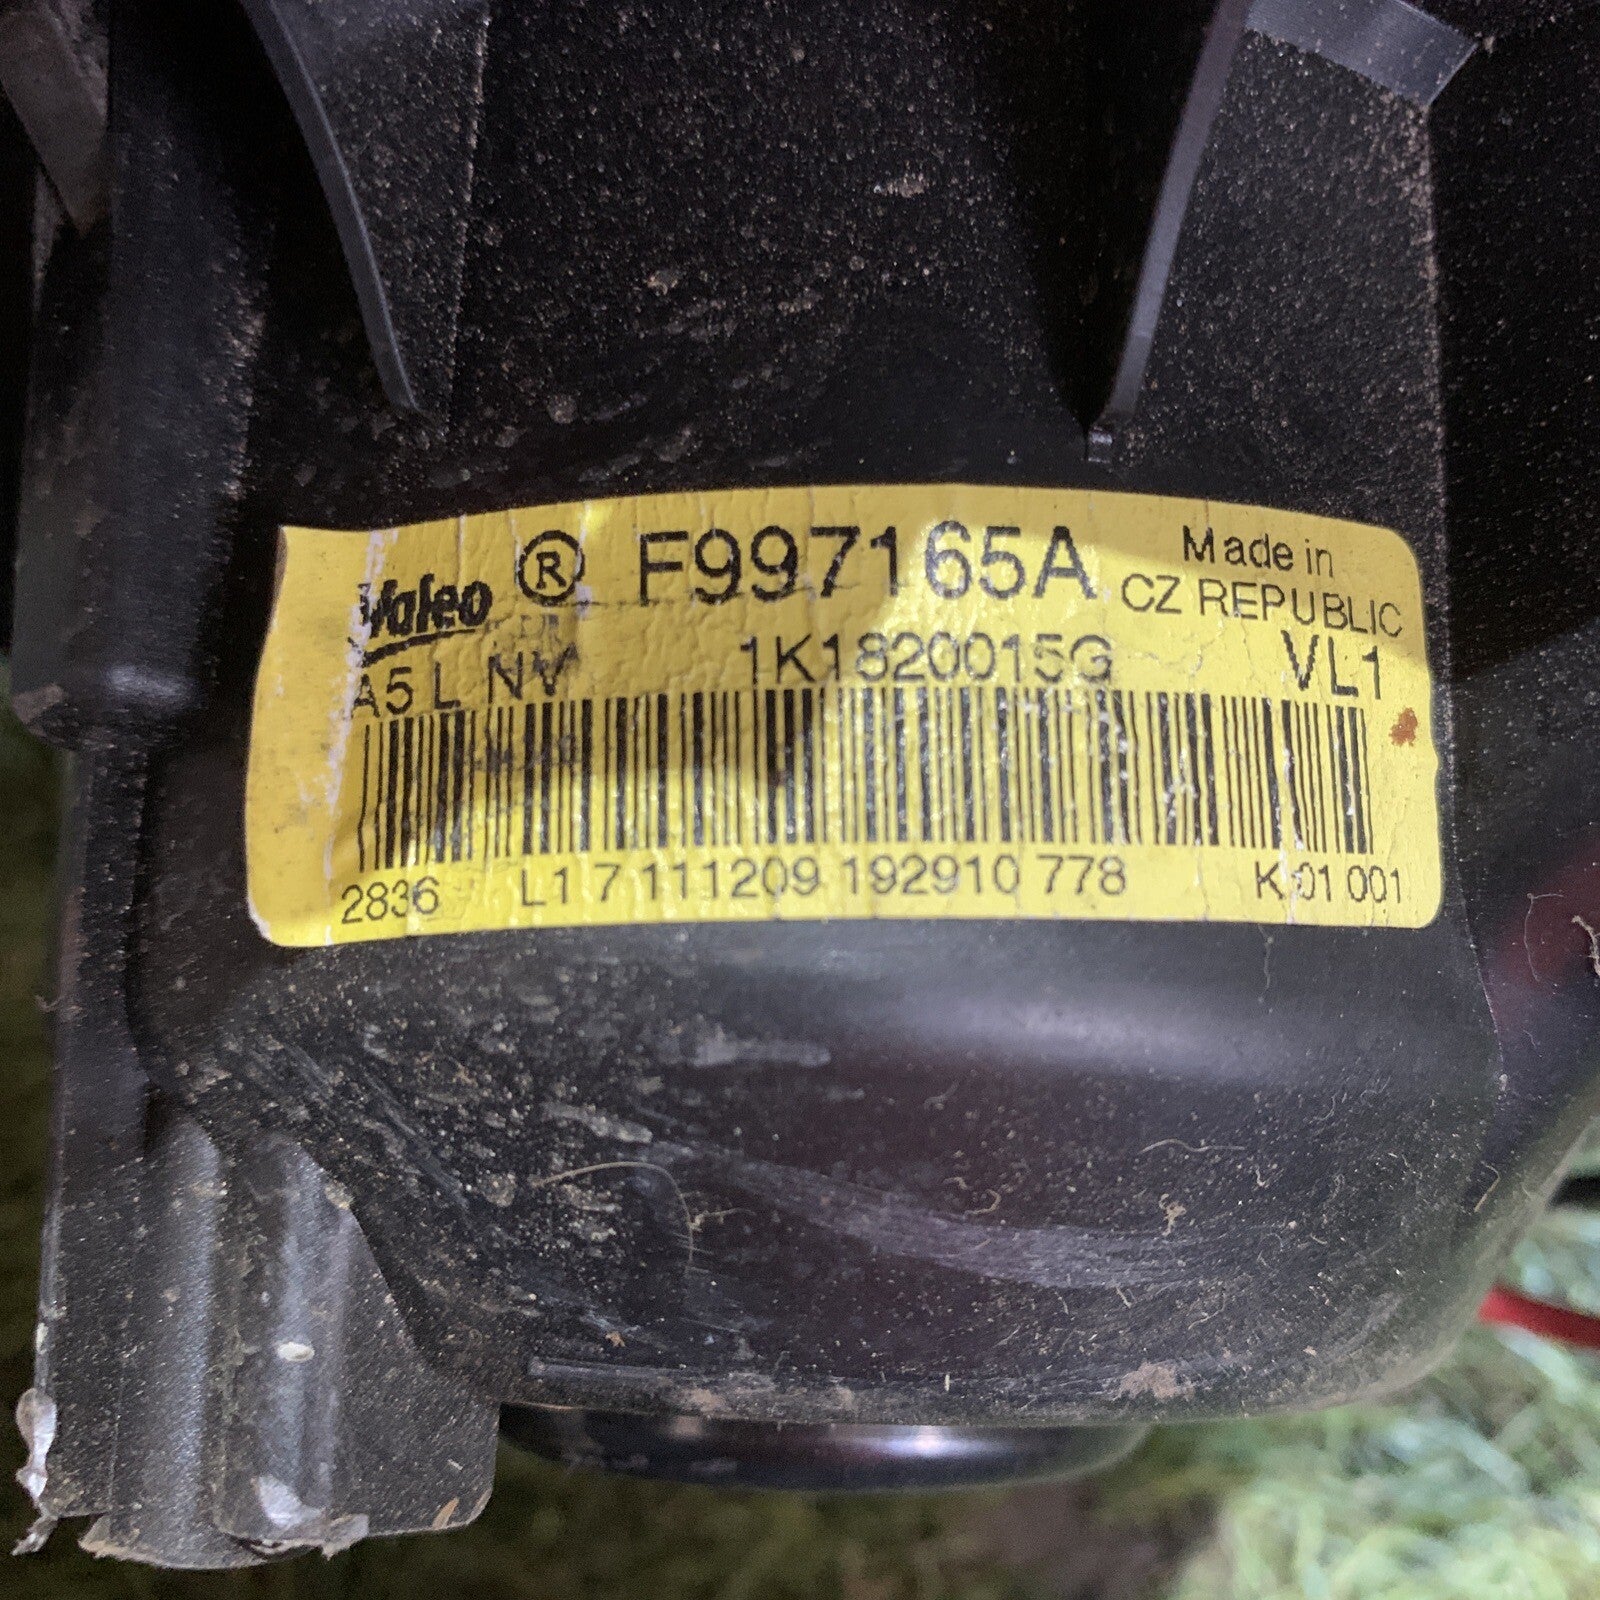 Valeo ® F997165A Made in
CZ REPUBLIC
A5 L NV 1K1820015G VL1
2836 L1 7 111209 192910 778 K 01 001